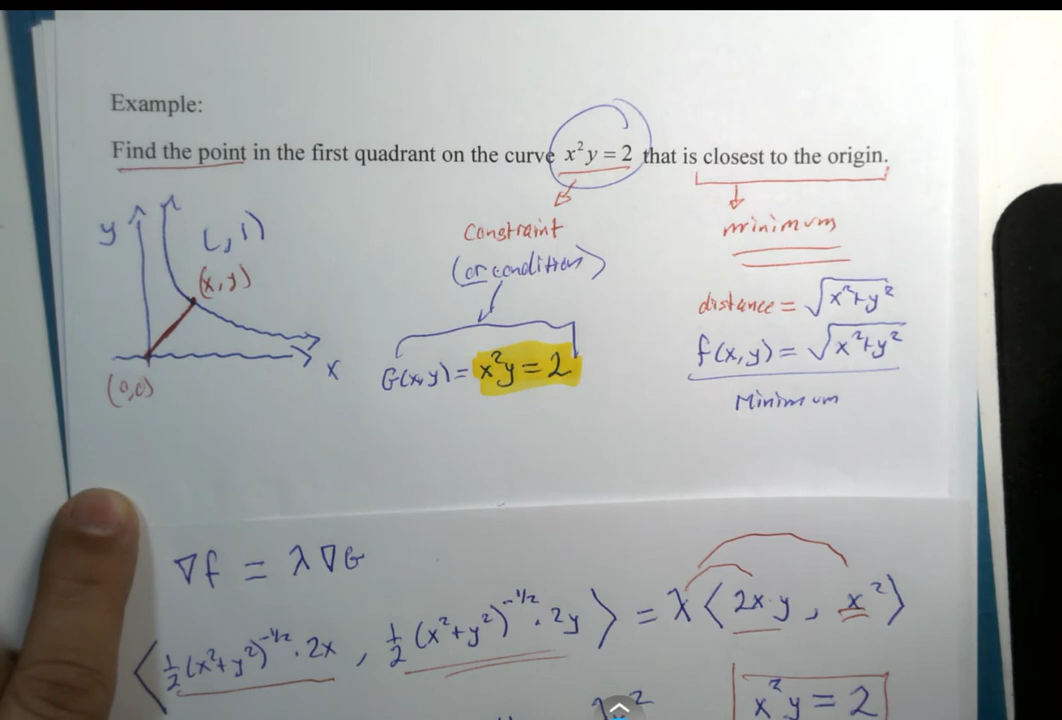 Example:
Find the point in the first quadrant on the curve x²y = 2 that is closest to the origin.
y
( , 1)
(x, y)
x
(0,0)
Constraint
(or condition)
G(x,y) = x²y = 2
minimum
distance = √x²+y²
f(x,y) = √x²+y²
Minimum
∇f = λ∇G
⟨ ½(x²+y²)^-1/2 · 2x , ½(x²+y²)^-1/2 · 2y ⟩ = λ⟨ 2x·y , x² ⟩
x²y = 2